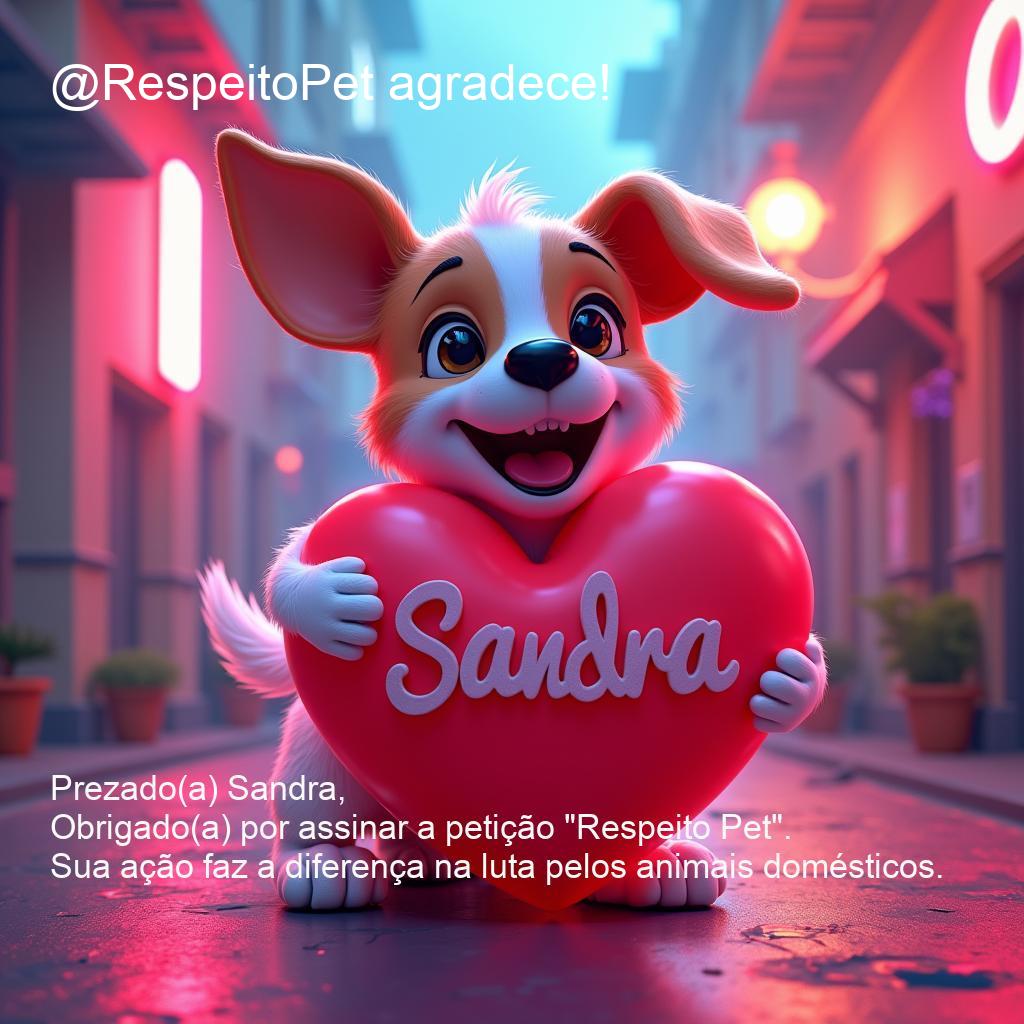 @RespeitoPet agradece!
Sandra
Prezado(a) Sandra,
Obrigado(a) por assinar a petição "Respeito Pet".
Sua ação faz a diferença na luta pelos animais domésticos.